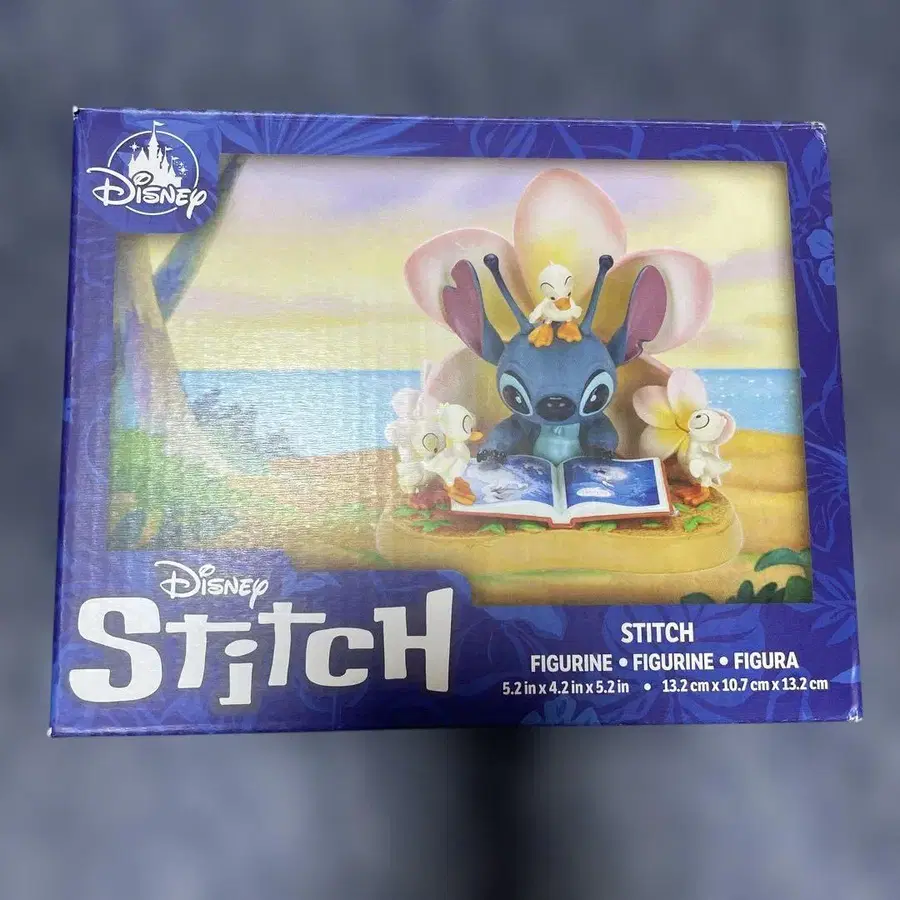 Disney
Disney
Stitch
STITCH
FIGURINE • FIGURINE • FIGURA
5.2 in x 4.2 in x 5.2 in • 13.2 cm x 10.7 cm x 13.2 cm